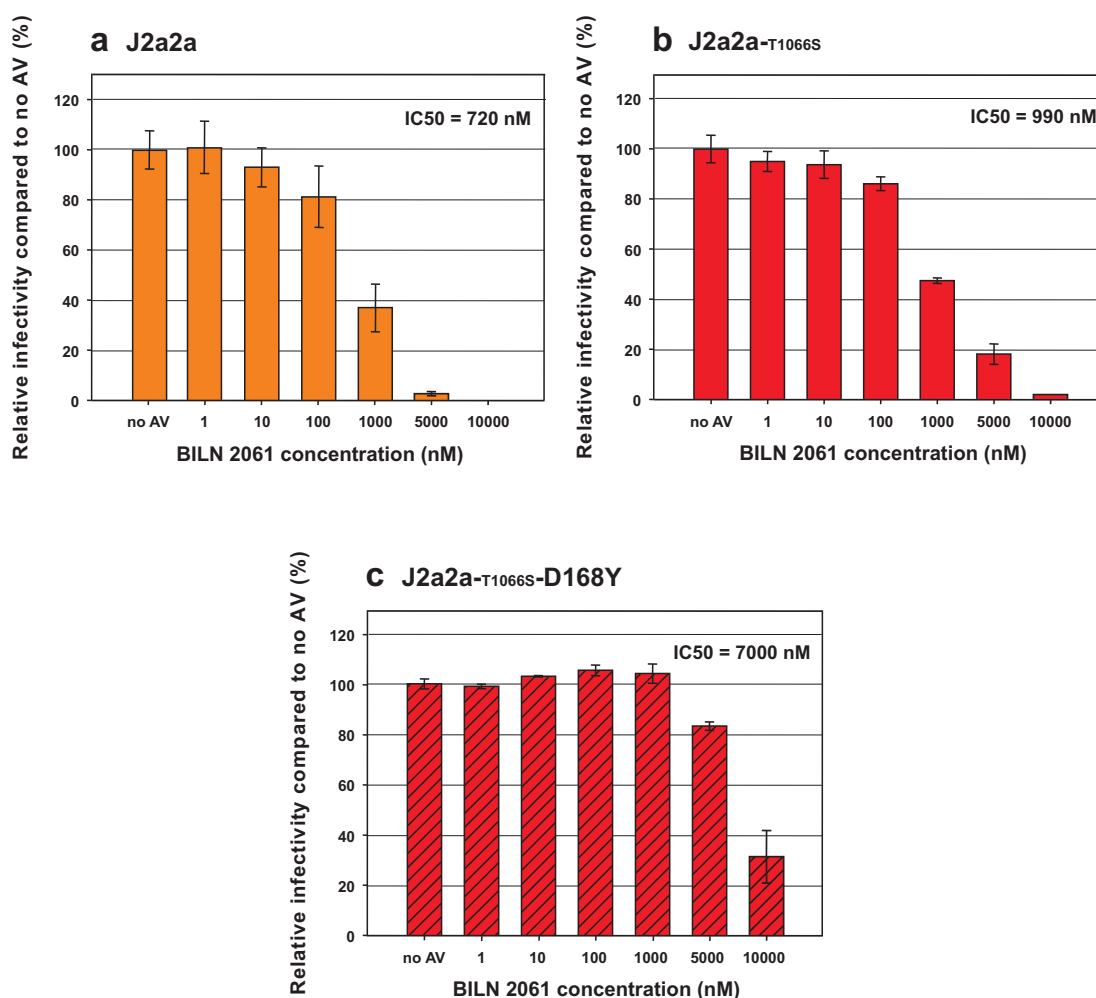 a J2a2a
Relative infectivity compared to no AV (%)
120
100
80
60
40
20
0
IC50 = 720 nM
no AV 1 10 100 1000 5000 10000
BILN 2061 concentration (nM)
b J2a2a-T1066S
Relative infectivity compared to no AV (%)
120
100
80
60
40
20
0
IC50 = 990 nM
no AV 1 10 100 1000 5000 10000
BILN 2061 concentration (nM)
c J2a2a-T1066S-D168Y
Relative infectivity compared to no AV (%)
120
100
80
60
40
20
0
IC50 = 7000 nM
no AV 1 10 100 1000 5000 10000
BILN 2061 concentration (nM)